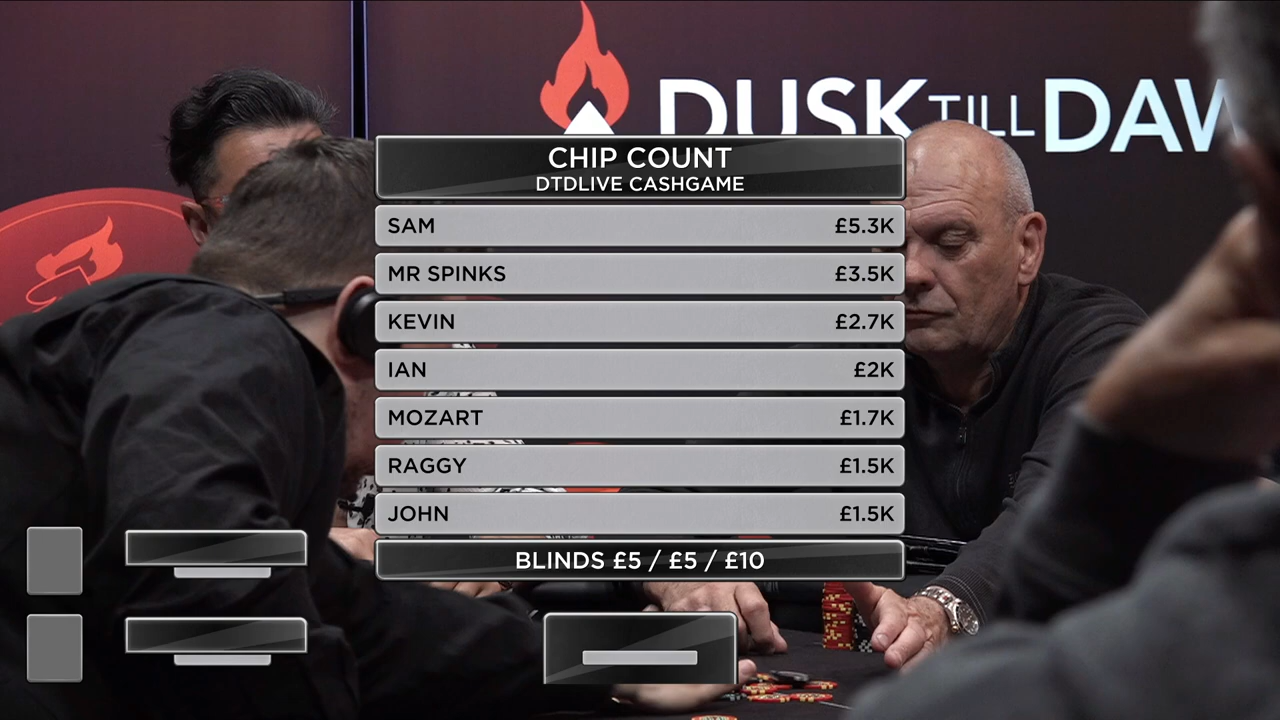 DUSK TILL DAW
CHIP COUNT
DTDLIVE CASHGAME
SAM £5.3K
MR SPINKS £3.5K
KEVIN £2.7K
IAN £2K
MOZART £1.7K
RAGGY £1.5K
JOHN £1.5K
BLINDS £5 / £5 / £10